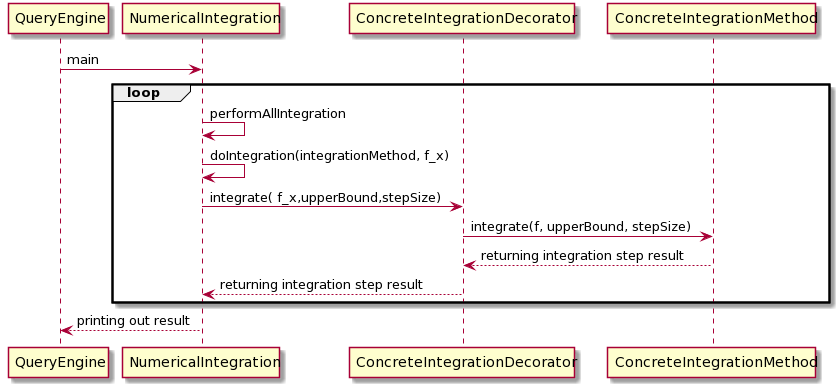 QueryEngine NumericalIntegration ConcreteIntegrationDecorator ConcreteIntegrationMethod
main
loop
performAllIntegration
doIntegration(integrationMethod, f_x)
integrate( f_x,upperBound,stepSize)
integrate(f, upperBound, stepSize)
returning integration step result
returning integration step result
printing out result
QueryEngine NumericalIntegration ConcreteIntegrationDecorator ConcreteIntegrationMethod